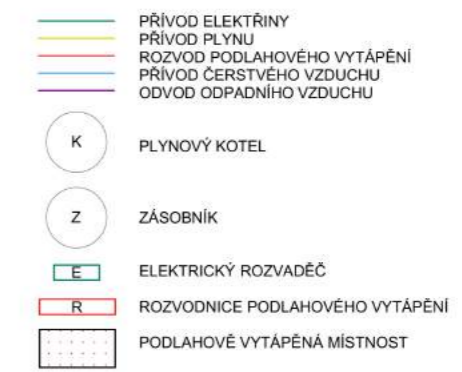 PŘÍVOD ELEKTŘINY
PŘÍVOD PLYNU
ROZVOD PODLAHOVÉHO VYTÁPĚNÍ
PŘÍVOD ČERSTVÉHO VZDUCHU
ODVOD ODPADNÍHO VZDUCHU
K PLYNOVÝ KOTEL
Z ZÁSOBNÍK
E ELEKTRICKÝ ROZVADĚČ
R ROZVODNICE PODLAHOVÉHO VYTÁPĚNÍ
PODLAHOVĚ VYTÁPĚNÁ MÍSTNOST